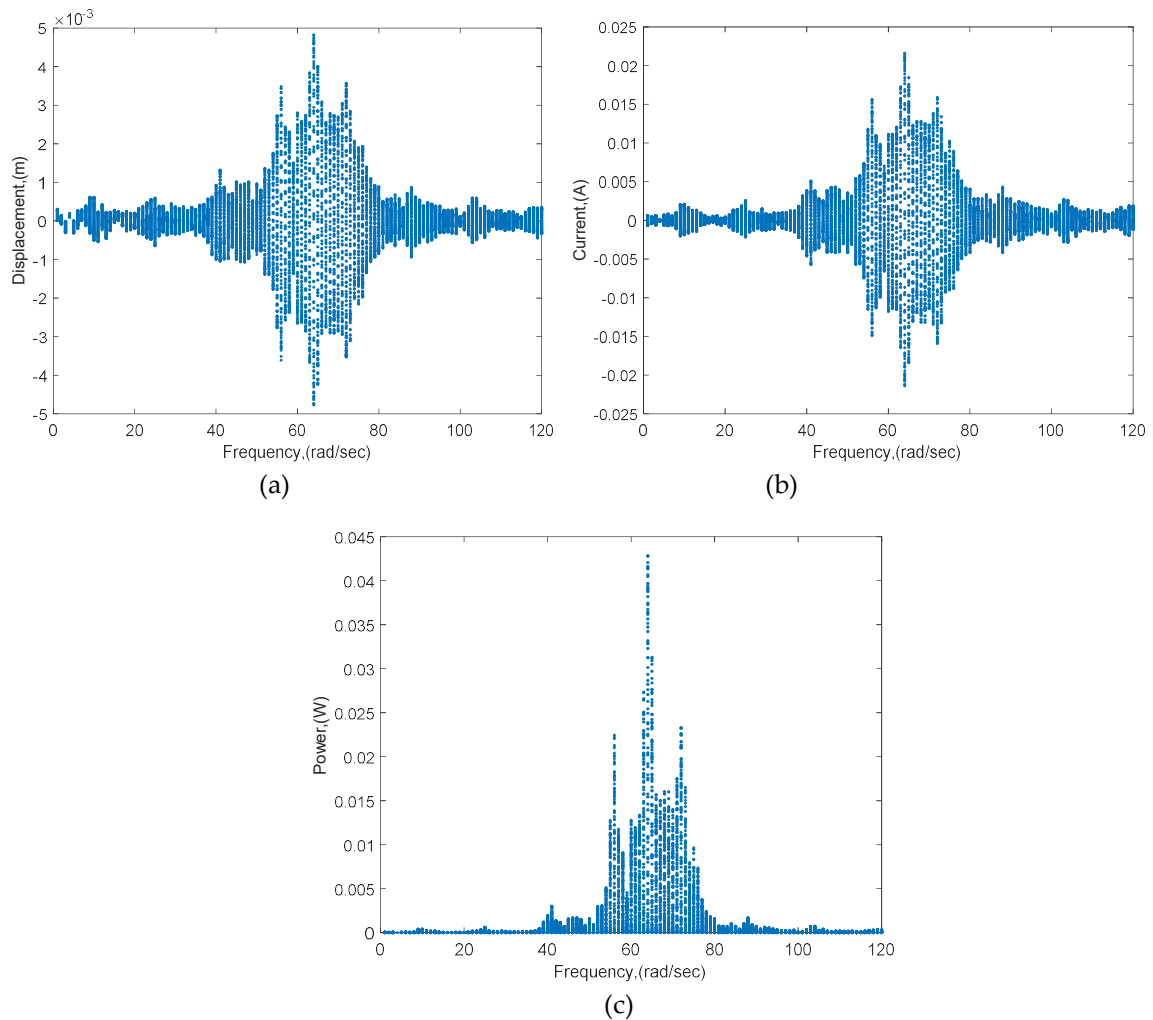 ×10-3
5
4
3
2
1
0
-1
-2
-3
-4
-5
Displacement,(m)
0 20 40 60 80 100 120
Frequency,(rad/sec)
(a)
0.025
0.02
0.015
0.01
0.005
0
-0.005
-0.01
-0.015
-0.02
-0.025
Current,(A)
0 20 40 60 80 100 120
Frequency,(rad/sec)
(b)
0.045
0.04
0.035
0.03
0.025
0.02
0.015
0.01
0.005
0
Power,(W)
0 20 40 60 80 100 120
Frequency,(rad/sec)
(c)